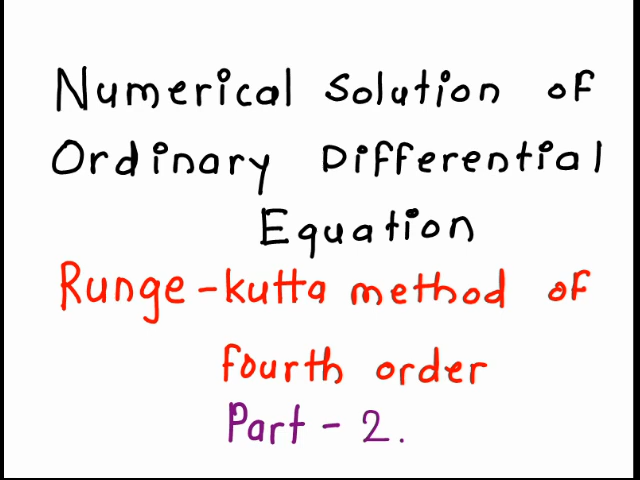 Numerical Solution of
Ordinary Differential
Equation
Runge-kutta method of
fourth order
Part - 2.